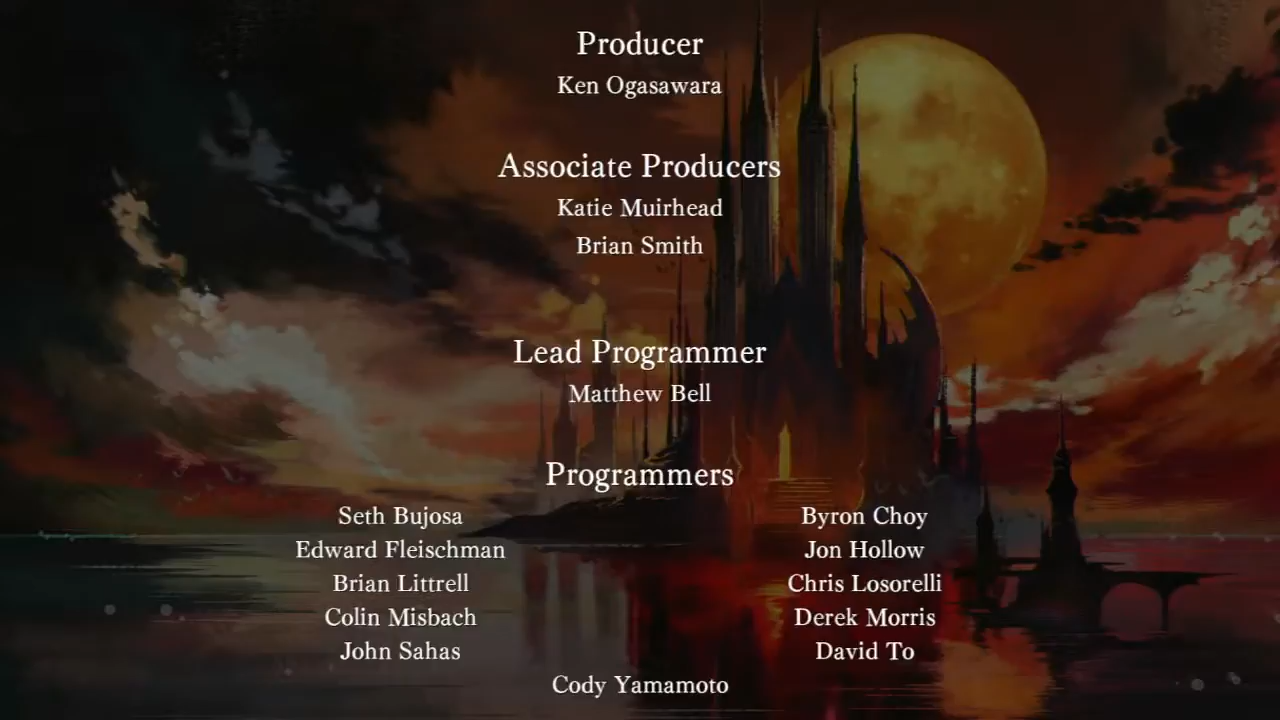 Producer
Ken Ogasawara
Associate Producers
Katie Muirhead
Brian Smith
Lead Programmer
Matthew Bell
Programmers
Seth Bujosa
Byron Choy
Edward Fleischman
Jon Hollow
Brian Littrell
Chris Losorelli
Colin Misbach
Derek Morris
John Sahas
David To
Cody Yamamoto